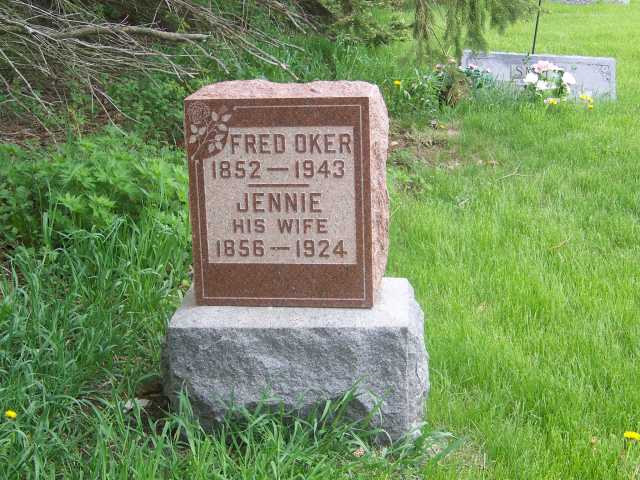 FRED OKER
1852 — 1943
JENNIE
HIS WIFE
1856 — 1924